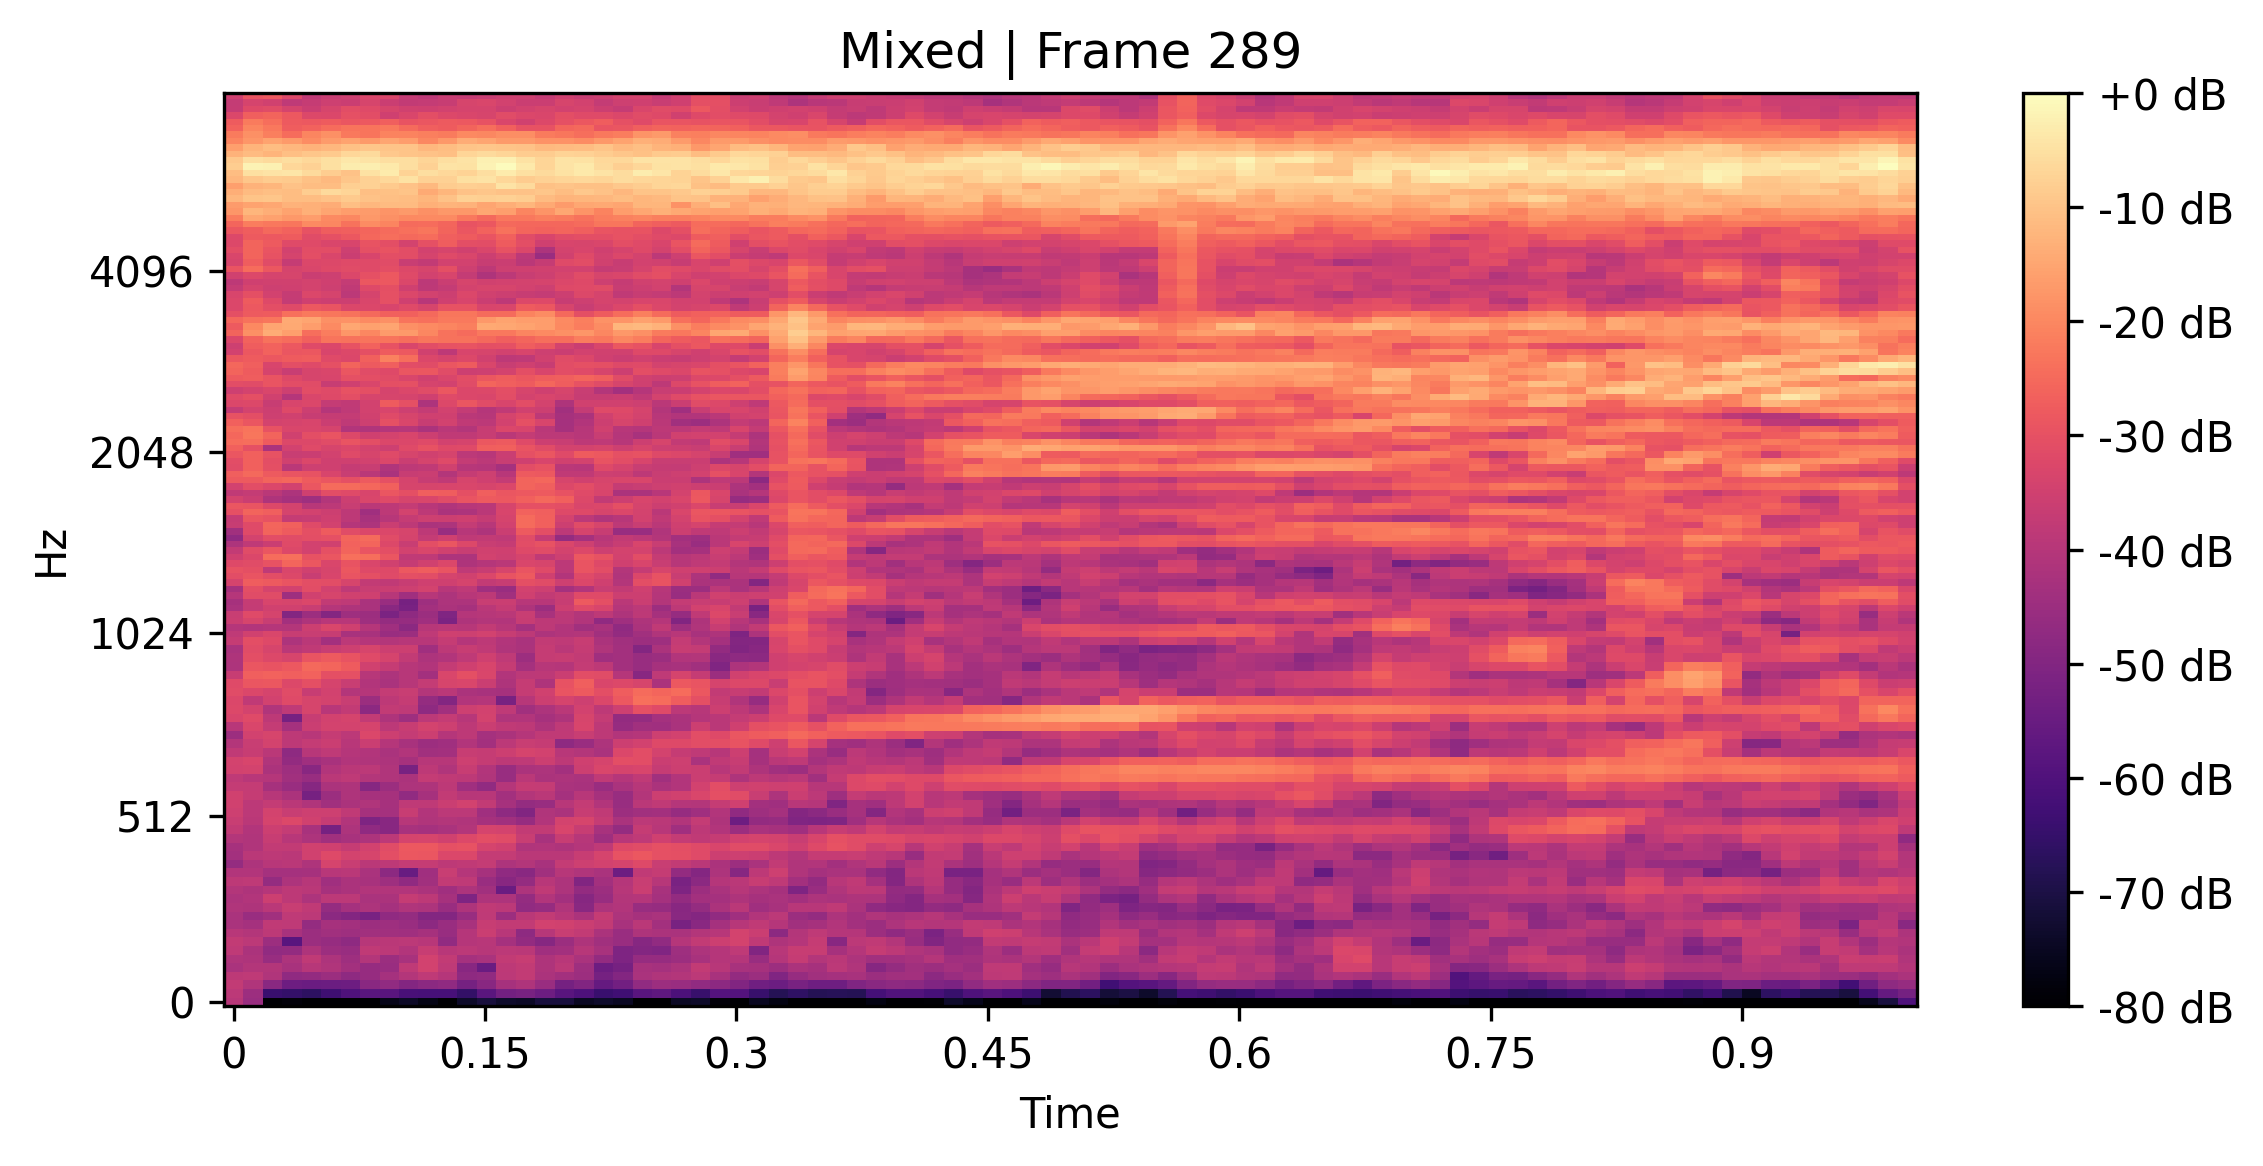 Mixed | Frame 289
+0 dB
-10 dB
-20 dB
-30 dB
-40 dB
-50 dB
-60 dB
-70 dB
-80 dB
4096
2048
1024
512
0
Hz
0 0.15 0.3 0.45 0.6 0.75 0.9
Time